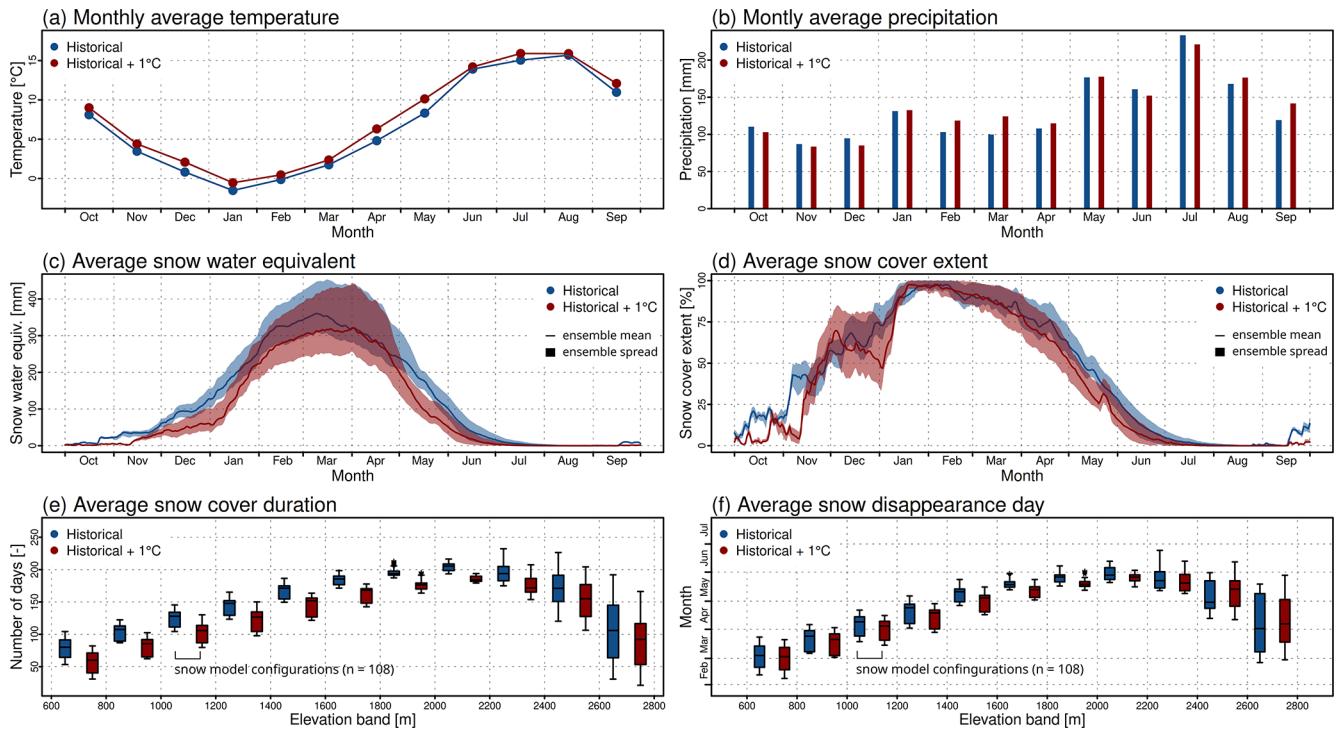 (a) Monthly average temperature
Historical
Historical + 1°C
Temperature [°C]
0 5 10 15
Oct Nov Dec Jan Feb Mar Apr May Jun Jul Aug Sep
Month
(b) Montly average precipitation
Historical
Historical + 1°C
Precipitation [mm]
0 50 100 150 200
Oct Nov Dec Jan Feb Mar Apr May Jun Jul Aug Sep
Month
(c) Average snow water equivalent
Historical
Historical + 1°C
ensemble mean
ensemble spread
Snow water equiv. [mm]
0 100 200 300 400
Oct Nov Dec Jan Feb Mar Apr May Jun Jul Aug Sep
Month
(d) Average snow cover extent
Historical
Historical + 1°C
ensemble mean
ensemble spread
Snow cover extent [%]
0 25 50 75 100
Oct Nov Dec Jan Feb Mar Apr May Jun Jul Aug Sep
Month
(e) Average snow cover duration
Historical
Historical + 1°C
Number of days [-]
50 100 150 200 250
snow model configurations (n = 108)
600 800 1000 1200 1400 1600 1800 2000 2200 2400 2600 2800
Elevation band [m]
(f) Average snow disappearance day
Historical
Historical + 1°C
Month
Feb Mar Apr May Jun Jul
snow model confingurations (n = 108)
600 800 1000 1200 1400 1600 1800 2000 2200 2400 2600 2800
Elevation band [m]